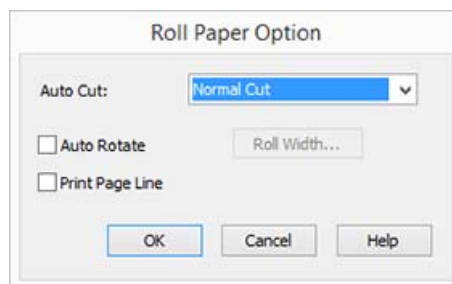 Roll Paper Option
Auto Cut: Normal Cut
Auto Rotate Roll Width...
Print Page Line
OK Cancel Help